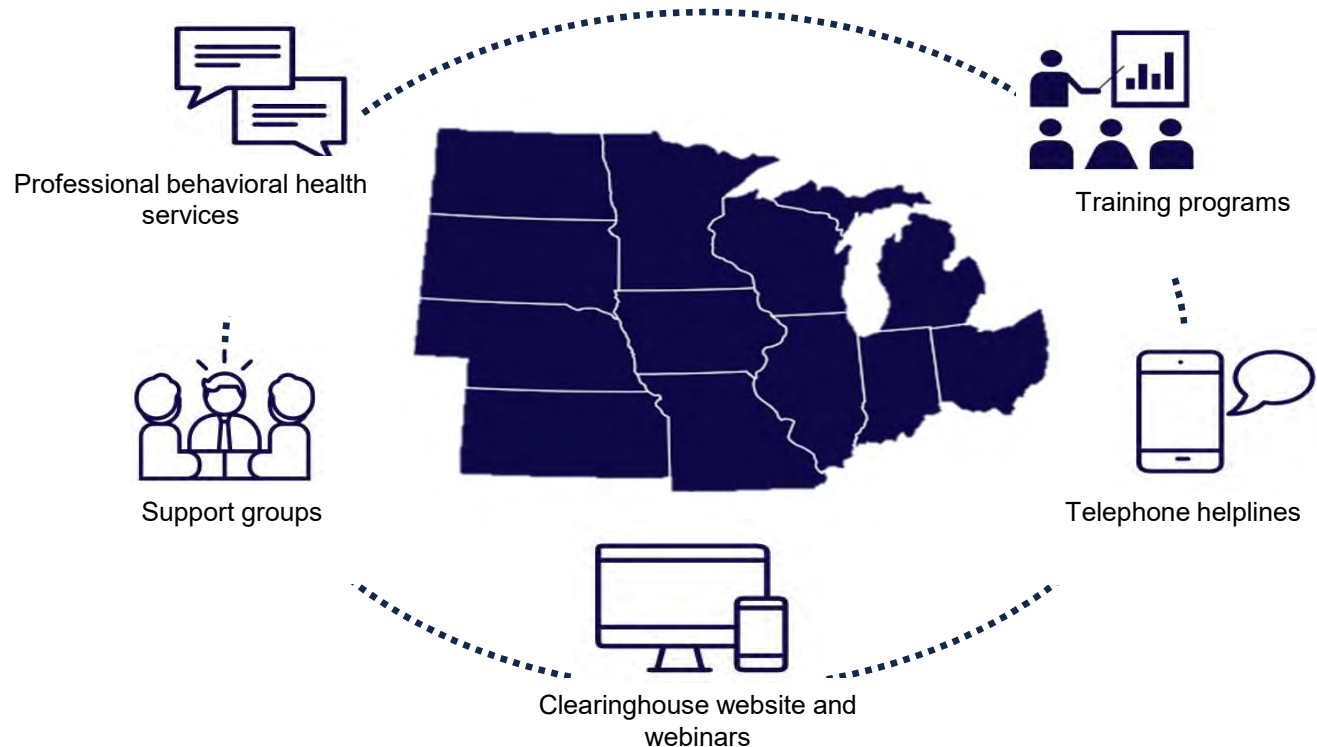 Professional behavioral health
services
Training programs
Support groups
Telephone helplines
Clearinghouse website and
webinars